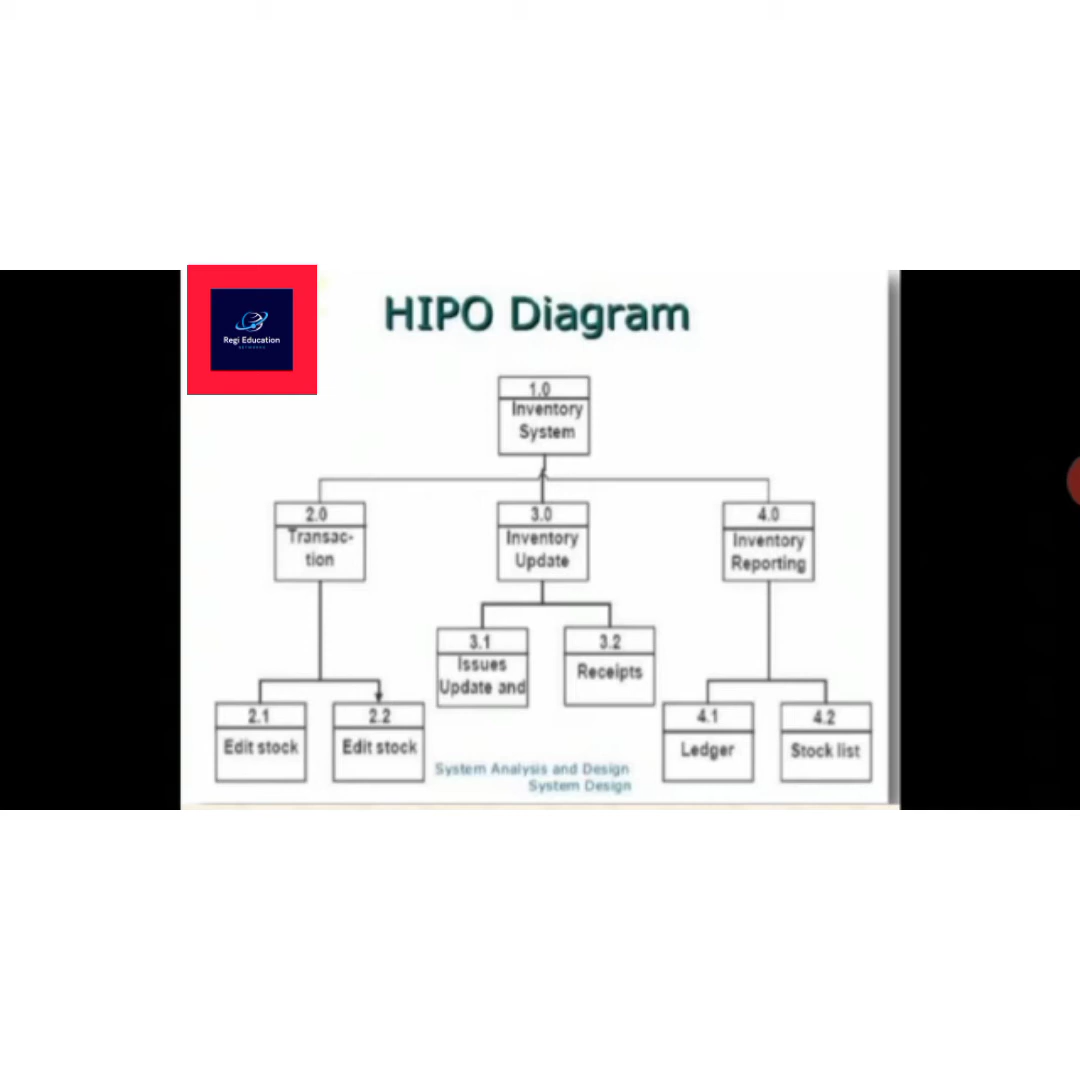 Regi Education
NETWORKS
HIPO Diagram
1.0
Inventory
System
2.0
Transac-
tion
3.0
Inventory
Update
4.0
Inventory
Reporting
3.1
Issues
Update and
3.2
Receipts
2.1
Edit stock
2.2
Edit stock
4.1
Ledger
4.2
Stock list
System Analysis and Design
System Design